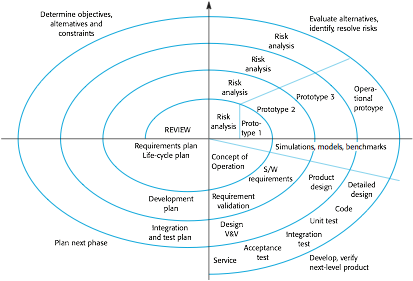 Determine objectives,
alternatives and
constraints
Evaluate alternatives,
identify, resolve risks
Risk
analysis
Risk
analysis
Risk
analysis
Risk
analysis
REVIEW
Proto-
type 1
Prototype 2
Prototype 3
Opera-
tional
protoype
Requirements plan
Life-cycle plan
Simulations, models, benchmarks
Concept of
Operation
S/W
requirements
Product
design
Detailed
design
Development
plan
Requirement
validation
Code
Unit test
Integration
and test plan
Design
V&V
Integration
test
Plan next phase
Acceptance
test
Service
Develop, verify
next-level product